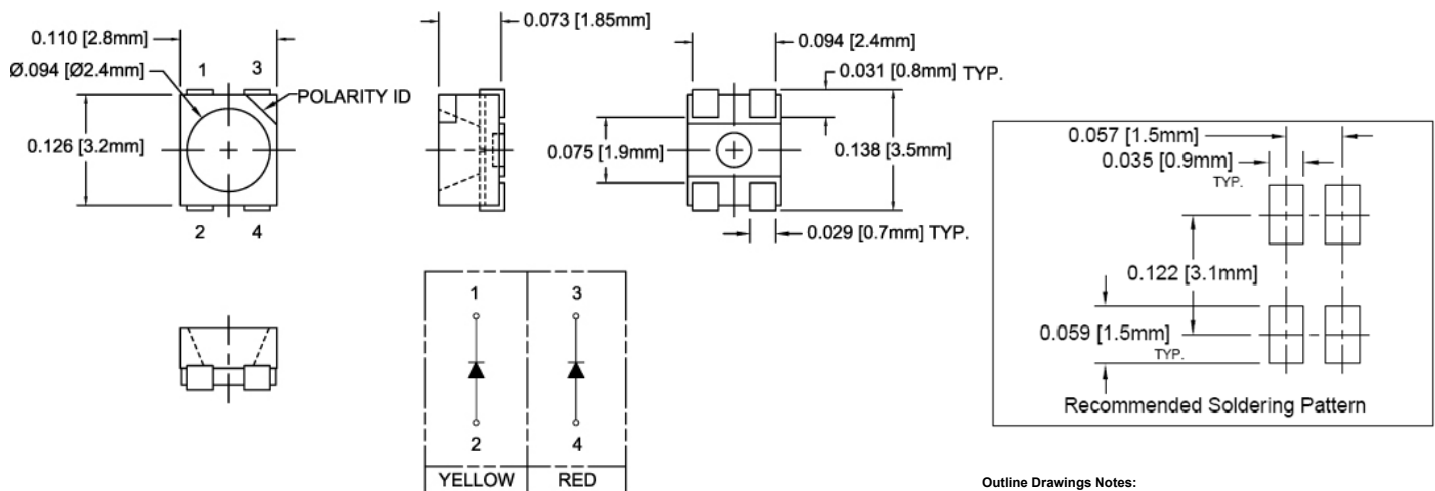 0.110 [2.8mm]
Ø.094 [Ø2.4mm]
1 3
POLARITY ID
0.126 [3.2mm]
2 4
0.073 [1.85mm]
0.094 [2.4mm]
0.031 [0.8mm] TYP.
0.075 [1.9mm]
0.138 [3.5mm]
0.029 [0.7mm] TYP.
1 3
2 4
YELLOW RED
0.057 [1.5mm]
0.035 [0.9mm]
TYP.
0.122 [3.1mm]
0.059 [1.5mm]
TYP.
Recommended Soldering Pattern
Outline Drawings Notes: